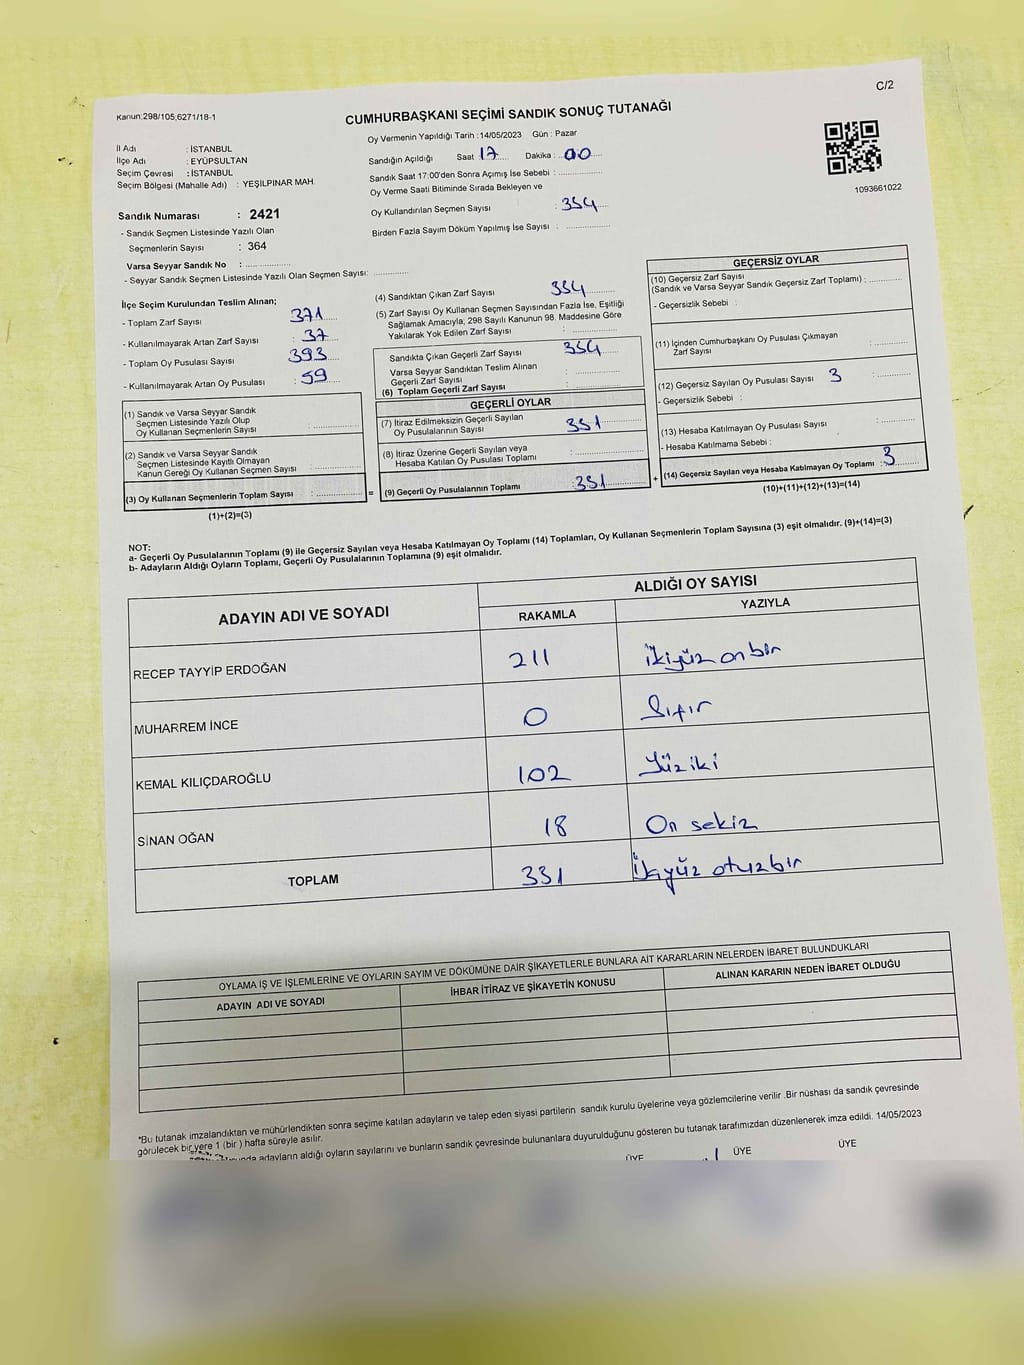 C/2
Kanun:298/105,6271/18-1
CUMHURBAŞKANI SEÇİMİ SANDIK SONUÇ TUTANAĞI
Oy Vermenin Yapıldığı Tarih :14/05/2023 Gün : Pazar
İl Adı : İSTANBUL
İlçe Adı : EYÜPSULTAN
Seçim Çevresi : İSTANBUL
Seçim Bölgesi (Mahalle Adı) : YEŞİLPINAR MAH.
Sandığın Açıldığı Saat 17 Dakika : 00
Sandık Saat 17:00'den Sonra Açımış İse Sebebi :
Oy Verme Saati Bitiminde Sırada Bekleyen ve
Oy Kullandırılan Seçmen Sayısı : 354
Birden Fazla Sayım Döküm Yapılmış İse Sayısı :
1093661022
Sandık Numarası : 2421
- Sandık Seçmen Listesinde Yazılı Olan
Seçmenlerin Sayısı : 364
Varsa Seyyar Sandık No :
- Seyyar Sandık Seçmen Listesinde Yazılı Olan Seçmen Sayısı:
İlçe Seçim Kurulundan Teslim Alınan;
- Toplam Zarf Sayısı 371
- Kullanılmayarak Artan Zarf Sayısı : 37
- Toplam Oy Pusulası Sayısı 393
- Kullanılmayarak Artan Oy Pusulası : 59
(1) Sandık ve Varsa Seyyar Sandık
Seçmen Listesinde Yazılı Olup
Oy Kullanan Seçmenlerin Sayısı :
(2) Sandık ve Varsa Seyyar Sandık
Seçmen Listesinde Kayıtlı Olmayan
Kanun Gereği Oy Kullanan Seçmen Sayısı :
(3) Oy Kullanan Seçmenlerin Toplam Sayısı : =
(1)+(2)=(3)
(4) Sandıktan Çıkan Zarf Sayısı 354
(5) Zarf Sayısı Oy Kullanan Seçmen Sayısından Fazla İse, Eşitliği
Sağlamak Amacıyla, 298 Sayılı Kanunun 98. Maddesine Göre
Yakılarak Yok Edilen Zarf Sayısı :
Sandıkta Çıkan Geçerli Zarf Sayısı : 354
Varsa Seyyar Sandıktan Teslim Alınan
Geçerli Zarf Sayısı :
(6) Toplam Geçerli Zarf Sayısı :
GEÇERLİ OYLAR
(7) İtiraz Edilmeksizin Geçerli Sayılan
Oy Pusulalarının Sayısı : 351
(8) İtiraz Üzerine Geçerli Sayılan veya
Hesaba Katılan Oy Pusulası Toplamı :
(9) Geçerli Oy Pusulalarının Toplamı :351 +
GEÇERSİZ OYLAR
(10) Geçersiz Zarf Sayısı
(Sandık ve Varsa Seyyar Sandık Geçersiz Zarf Toplamı) :
- Geçersizlik Sebebi :
(11) İçinden Cumhurbaşkanı Oy Pusulası Çıkmayan
Zarf Sayısı :
(12) Geçersiz Sayılan Oy Pusulası Sayısı 3 :
- Geçersizlik Sebebi :
(13) Hesaba Katılmayan Oy Pusulası Sayısı :
- Hesaba Katılmama Sebebi :
(14) Geçersiz Sayılan veya Hesaba Katılmayan Oy Toplamı : 3
(10)+(11)+(12)+(13)=(14)
NOT:
a- Geçerli Oy Pusulalarının Toplamı (9) ile Geçersiz Sayılan veya Hesaba Katılmayan Oy Toplamı (14) Toplamları, Oy Kullanan Seçmenlerin Toplam Sayısına (3) eşit olmalıdır. (9)+(14)=(3)
b- Adayların Aldığı Oyların Toplamı, Geçerli Oy Pusulalarının Toplamına (9) eşit olmalıdır.
ADAYIN ADI VE SOYADI ALDIĞI OY SAYISI
RAKAMLA YAZIYLA
RECEP TAYYİP ERDOĞAN 211 ikiyüz on bir
MUHARREM İNCE 0 Sıfır
KEMAL KILIÇDAROĞLU 102 Yüz iki
SİNAN OĞAN 18 On sekiz
TOPLAM 331 otuzbir
OYLAMA İŞ VE İŞLEMLERİNE VE OYLARIN SAYIM VE DÖKÜMÜNE DAİR ŞİKAYETLERLE BUNLARA AİT KARARLARIN NELERDEN İBARET BULUNDUKLARI
ADAYIN ADI VE SOYADI İHBAR İTİRAZ VE ŞİKAYETİN KONUSU ALINAN KARARIN NEDEN İBARET OLDUĞU
*Bu tutanak imzalandıktan ve mühürlendikten sonra seçime katılan adayların ve talep eden siyasi partilerin sandık kurulu üyelerine veya gözlemcilerine verilir .Bir nüshası da sandık çevresinde
görülecek bir yere 1 (bir ) hafta süreyle asılır.
adayların aldığı oyların sayılarını ve bunların sandık çevresinde bulunanlara duyurulduğunu gösteren bu tutanak tarafımızdan düzenlenerek imza edildi. 14/05/2023
ÜYE ÜYE ÜYE